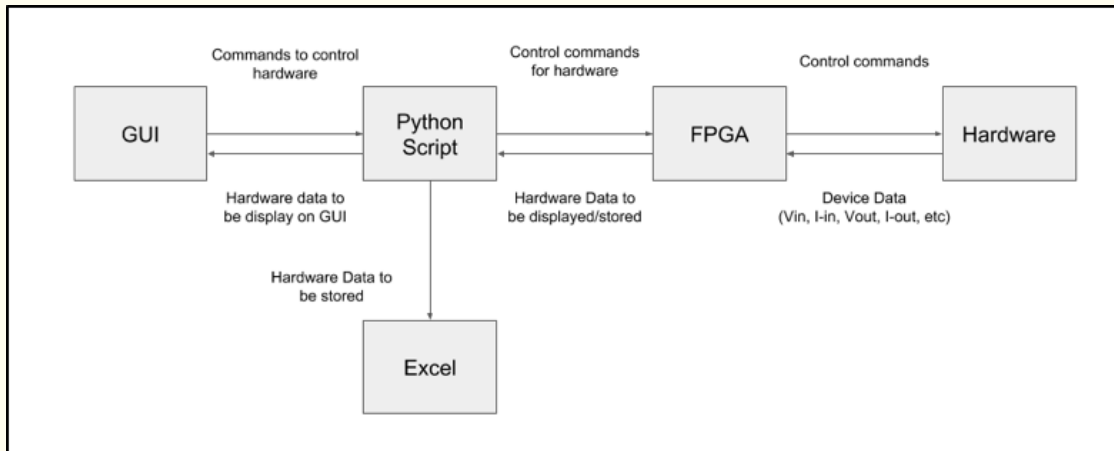 Commands to control
hardware
Control commands
for hardware
Control commands
GUI
Python
Script
FPGA
Hardware
Hardware data to
be display on GUI
Hardware Data to
be displayed/stored
Device Data
(Vin, I-in, Vout, I-out, etc)
Hardware Data to
be stored
Excel